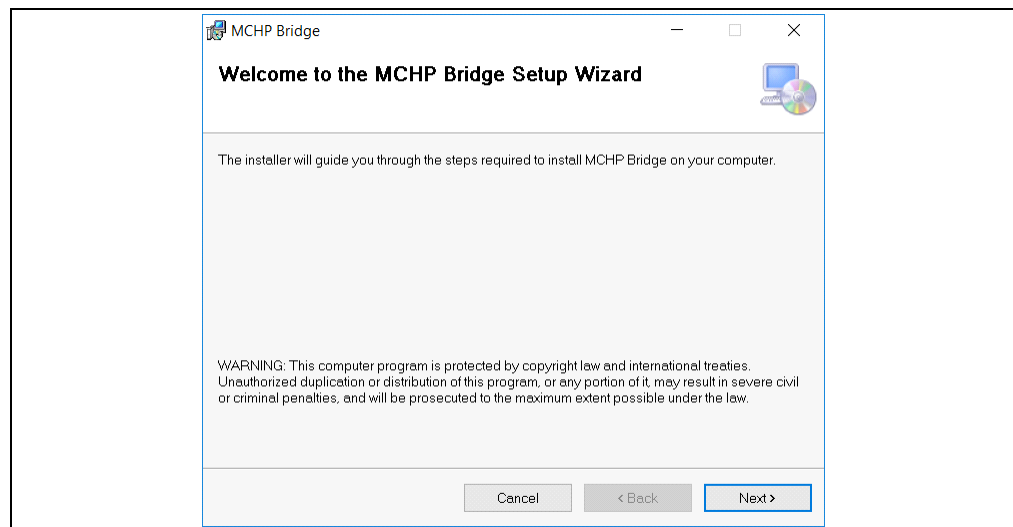 MCHP Bridge
Welcome to the MCHP Bridge Setup Wizard
The installer will guide you through the steps required to install MCHP Bridge on your computer.
WARNING: This computer program is protected by copyright law and international treaties.
Unauthorized duplication or distribution of this program, or any portion of it, may result in severe civil
or criminal penalties, and will be prosecuted to the maximum extent possible under the law.
Cancel < Back Next >